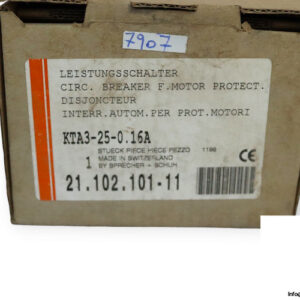 7907
LEISTUNGSSCHALTER
CIRC. BREAKER F.MOTOR PROTECT.
DISJONCTEUR
INTERR.AUTOM.PER PROT.MOTORI
KTA3-25-0.16A
STUECK PIECE PIECE PEZZO 1198
1 MADE IN SWITZERLAND
BY SPRECHER + SCHUH
CE
21.102.101-11